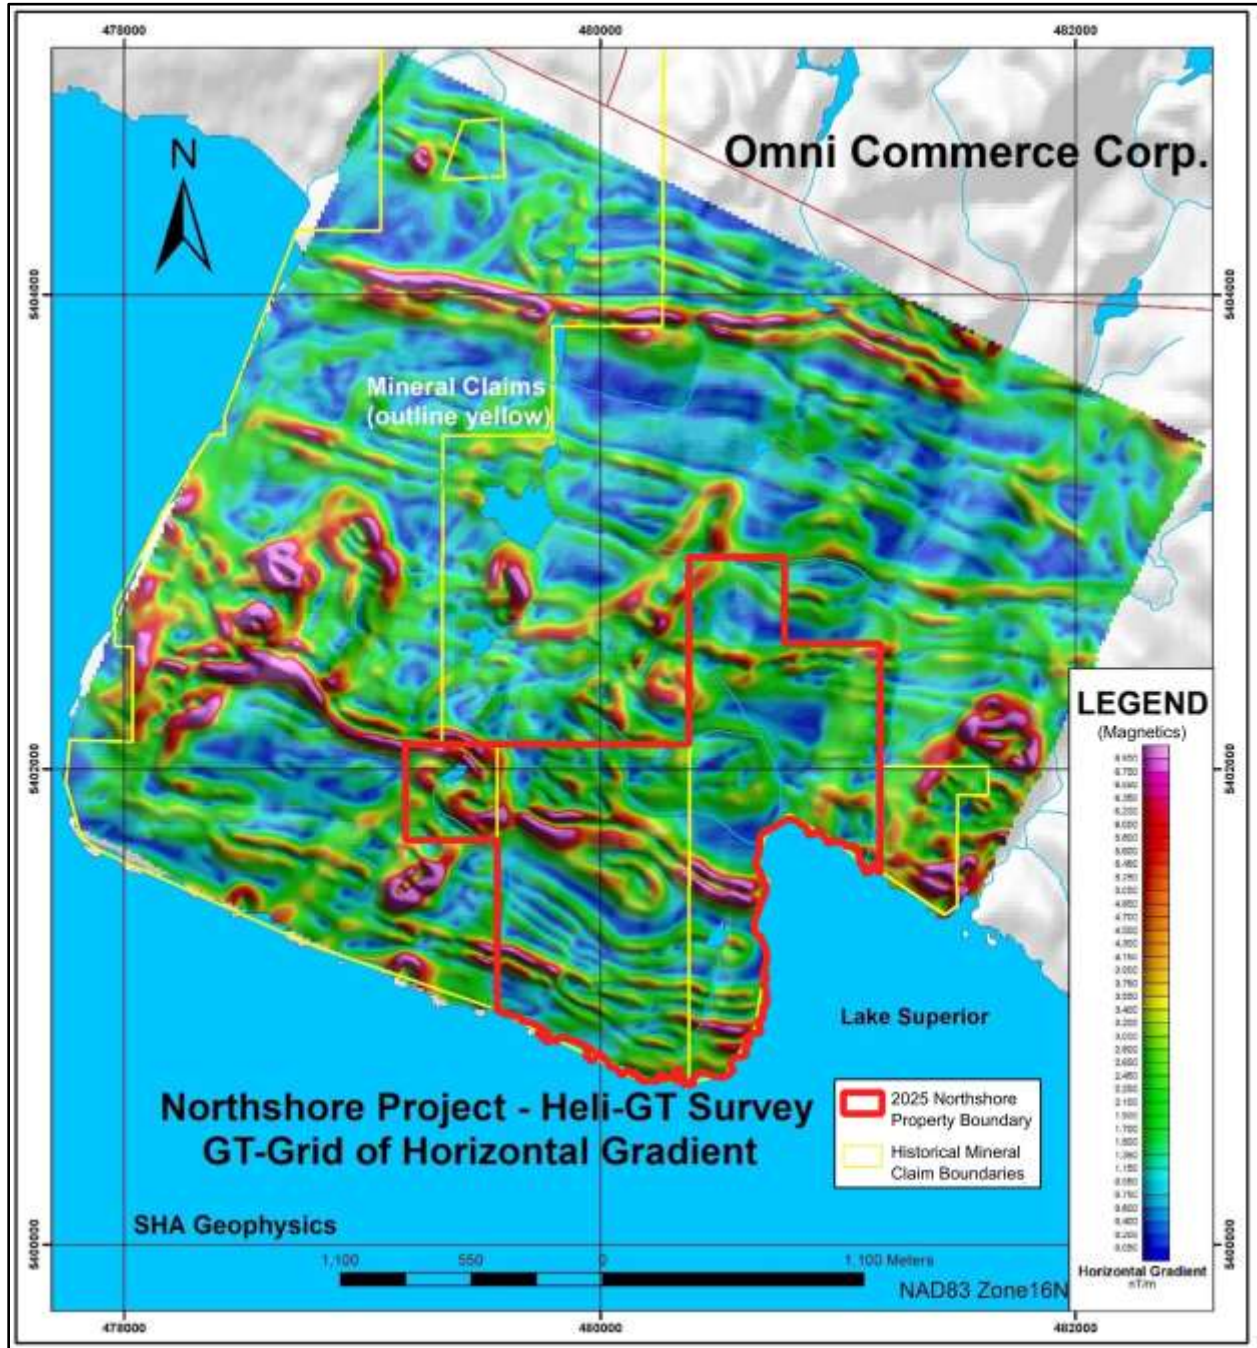 478000 480000 482000
N
Omni Commerce Corp.
5404000 5404000
Mineral Claims
(outline yellow)
LEGEND
(Magnetics)
5402000 5402000
Lake Superior
Northshore Project - Heli-GT Survey
GT-Grid of Horizontal Gradient
2025 Northshore
Property Boundary
Historical Mineral
Claim Boundaries
SHA Geophysics
5400000 5400000
1,100 550 0 1,100 Meters
Horizontal Gradient
nT/m
NAD83 Zone16N
478000 480000 482000